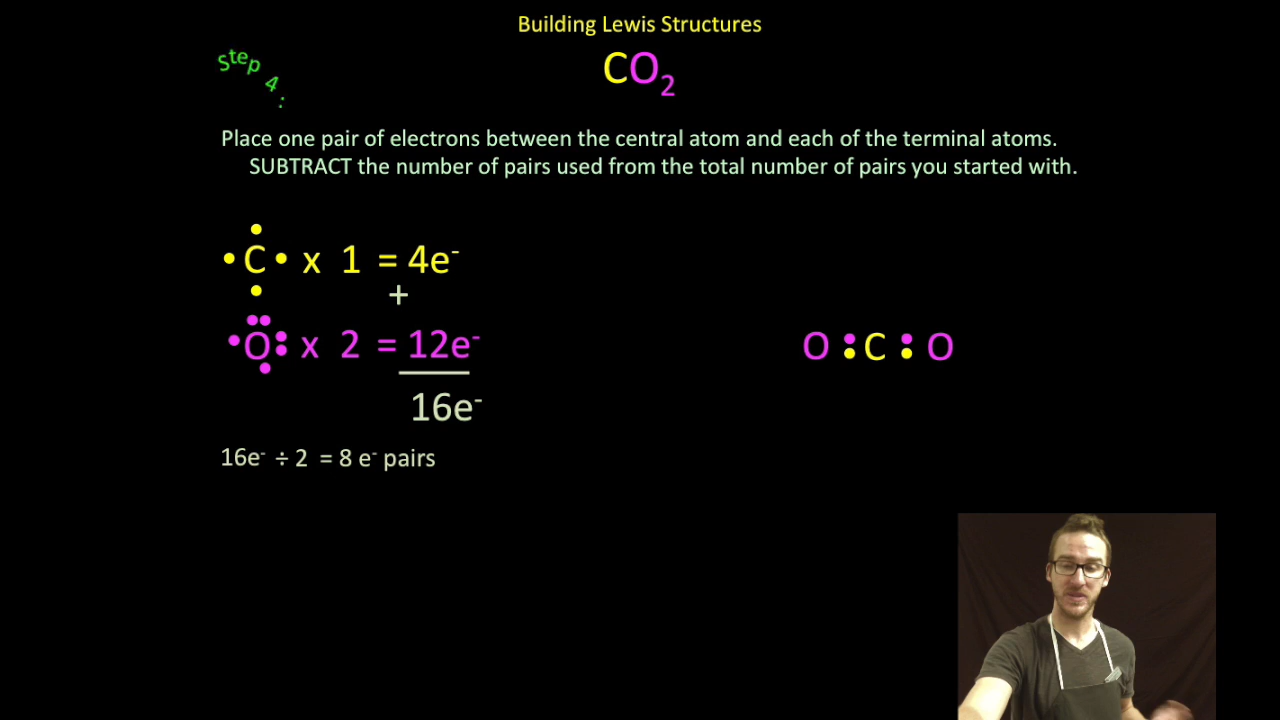 Building Lewis Structures
CO₂
Step 4:
Place one pair of electrons between the central atom and each of the terminal atoms.
SUBTRACT the number of pairs used from the total number of pairs you started with.
C x 1 = 4e⁻
+
O x 2 = 12e⁻
O : C : O
16e⁻
16e⁻ ÷ 2 = 8 e⁻ pairs